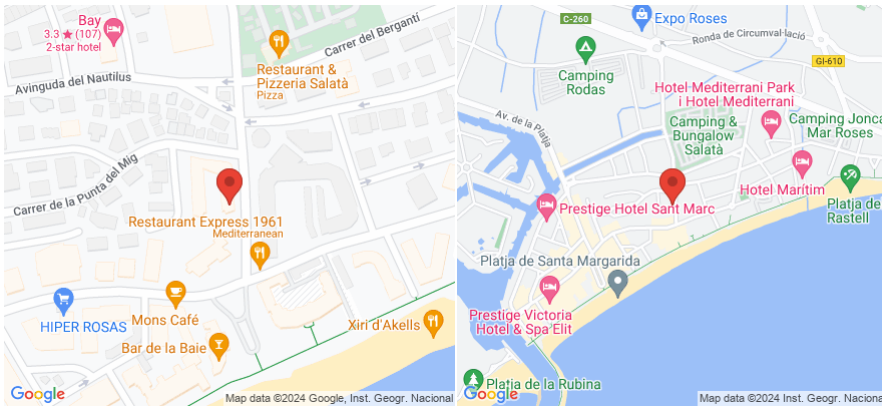 Bay
3.3 ★ (107)
2-star hotel
Carrer del Bergantí
Avinguda del Nautilus
Restaurant &
Pizzeria Salatà
Pizza
Carrer de la Punta del Mig
Restaurant Express 1961
Mediterranean
HIPER ROSAS
Mons Café
Bar de la Baie
Xiri d'Akells
Google
Map data ©2024 Google, Inst. Geogr. Nacional
C-260
Expo Roses
Ronda de Circumval·lació
GI-610
Camping
Rodas
Hotel Mediterrani Park
i Hotel Mediterrani
Av. de la Platja
Camping &
Bungalow
Salatà
Camping Jonca
Mar Roses
Hotel Marítim
Platja de
Rastell
Prestige Hotel Sant Marc
Platja de Santa Margarida
Prestige Victoria
Hotel & Spa Elit
Platja de la Rubina
Google
Map data ©2024 Google, Inst. Geogr. Nacional